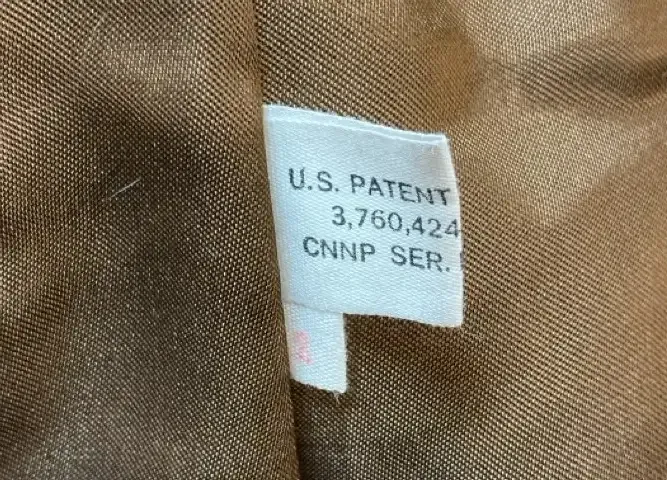 U.S. PATENT
3,760,424
CNNP SER.